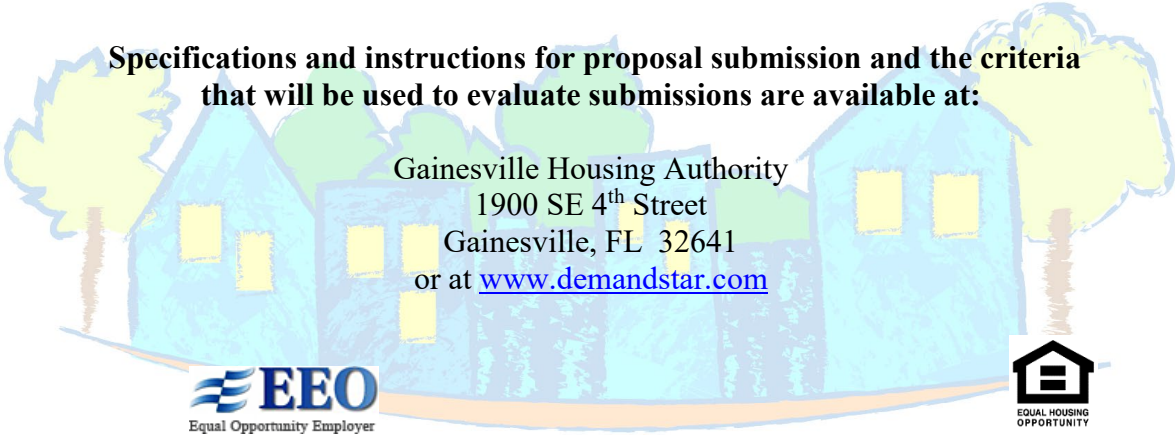 Specifications and instructions for proposal submission and the criteria
that will be used to evaluate submissions are available at:
Gainesville Housing Authority
1900 SE 4th Street
Gainesville, FL 32641
or at www.demandstar.com
EEO
Equal Opportunity Employer
EQUAL HOUSING
OPPORTUNITY